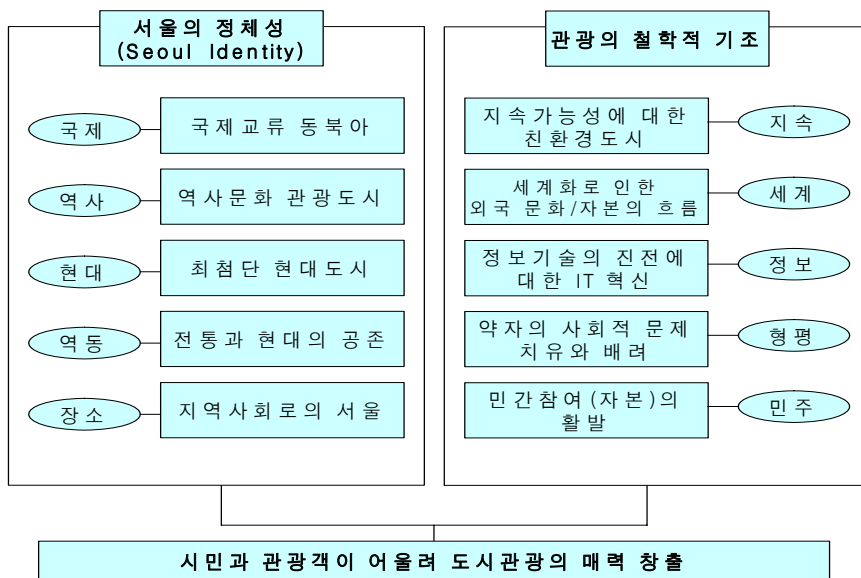 서울의 정체성
(Seoul Identity)
국제
국제교류 동북아
역사
역사문화 관광도시
현대
최첨단 현대도시
역동
전통과 현대의 공존
장소
지역사회로의 서울
관광의 철학적 기조
지속가능성에 대한
친환경도시
지속
세계화로 인한
외국 문화/자본의 흐름
세계
정보기술의 진전에
대한 IT 혁신
정보
약자의 사회적 문제
치유와 배려
형평
민간참여(자본)의
활발
민주
시민과 관광객이 어울려 도시관광의 매력 창출